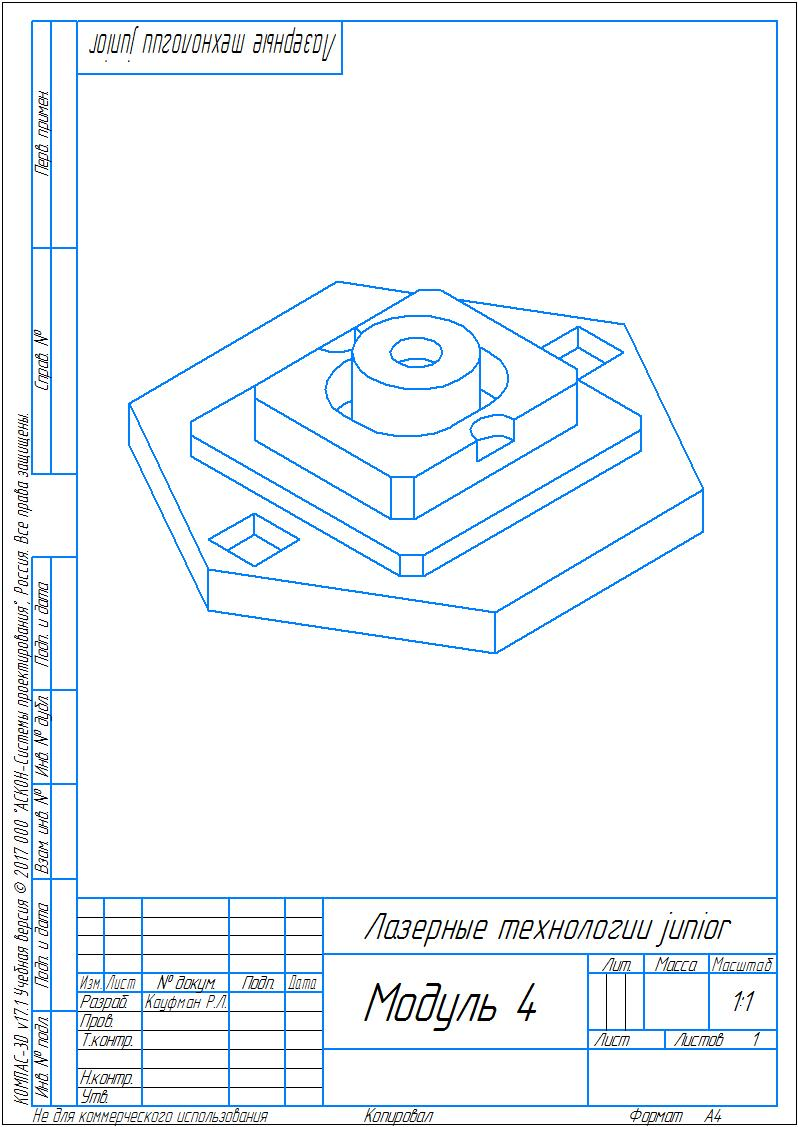 Лазерные технологии junior
Перв. примен.
Справ. №
Подп. и дата
Инв. № дубл.
Взам. инв. №
Подп. и дата
Инв. № подл.
КОМПАС-3D v17.1 Учебная версия © 2017 ООО "АСКОН-Системы проектирования", Россия. Все права защищены.
Лазерные технологии junior
Изм. Лист № докум. Подп. Дата
Разраб. Кауфман Р.Л.
Пров.
Т.контр.
Н.контр.
Утв.
Модуль 4
Лит. Масса Масштаб
1:1
Лист Листов 1
Не для коммерческого использования Копировал Формат A4